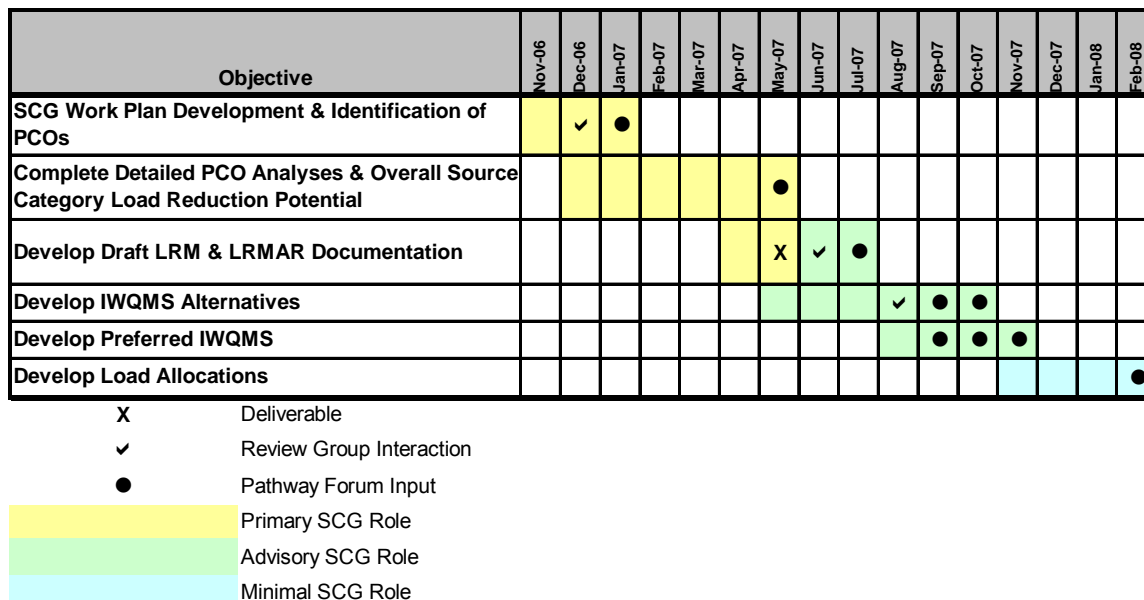 Objective
Nov-06
Dec-06
Jan-07
Feb-07
Mar-07
Apr-07
May-07
Jun-07
Jul-07
Aug-07
Sep-07
Oct-07
Nov-07
Dec-07
Jan-08
Feb-08
SCG Work Plan Development & Identification of
PCOs
✔ ●
Complete Detailed PCO Analyses & Overall Source
Category Load Reduction Potential
●
Develop Draft LRM & LRMAR Documentation
X ✔ ●
Develop IWQMS Alternatives
✔ ● ●
Develop Preferred IWQMS
● ● ●
Develop Load Allocations
●
X Deliverable
✔ Review Group Interaction
● Pathway Forum Input
Primary SCG Role
Advisory SCG Role
Minimal SCG Role